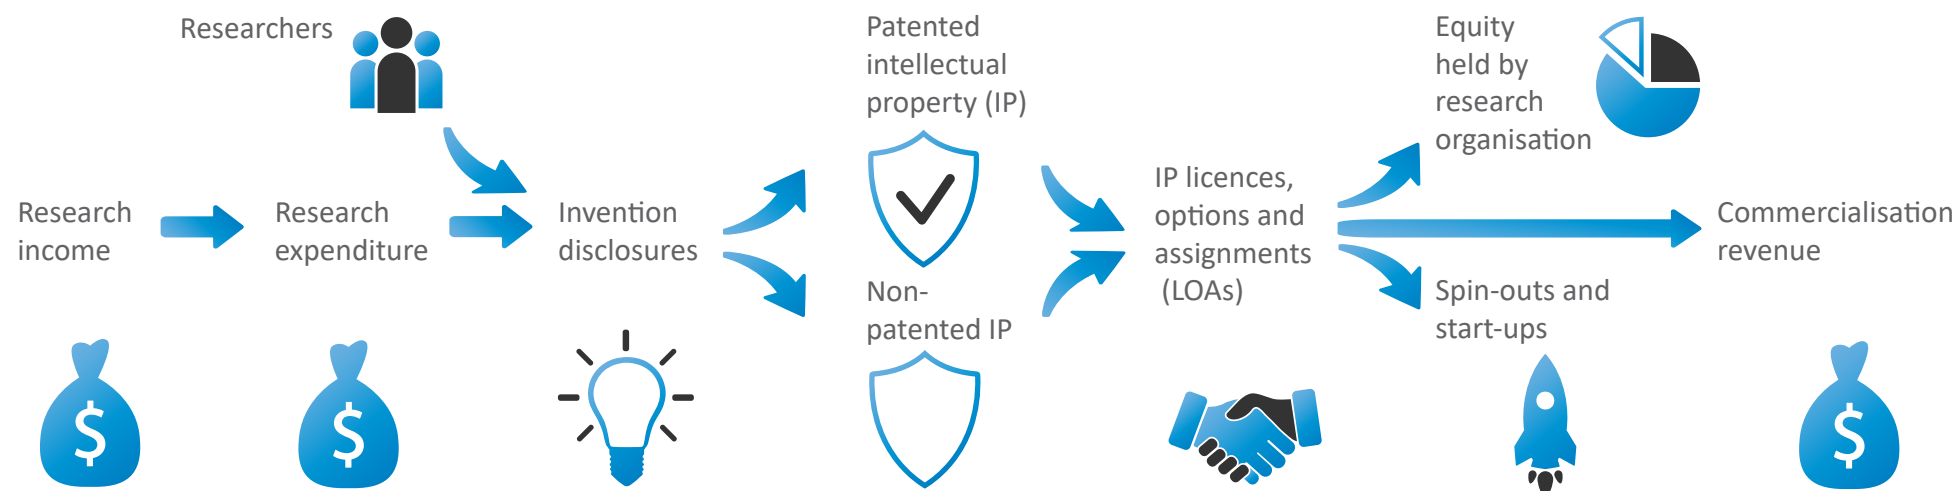 Researchers
Research
income
Research
expenditure
Invention
disclosures
Patented
intellectual
property (IP)
Non-
patented IP
IP licences,
options and
assignments
(LOAs)
Equity
held by
research
organisation
Spin-outs and
start-ups
Commercialisation
revenue
$
$
$